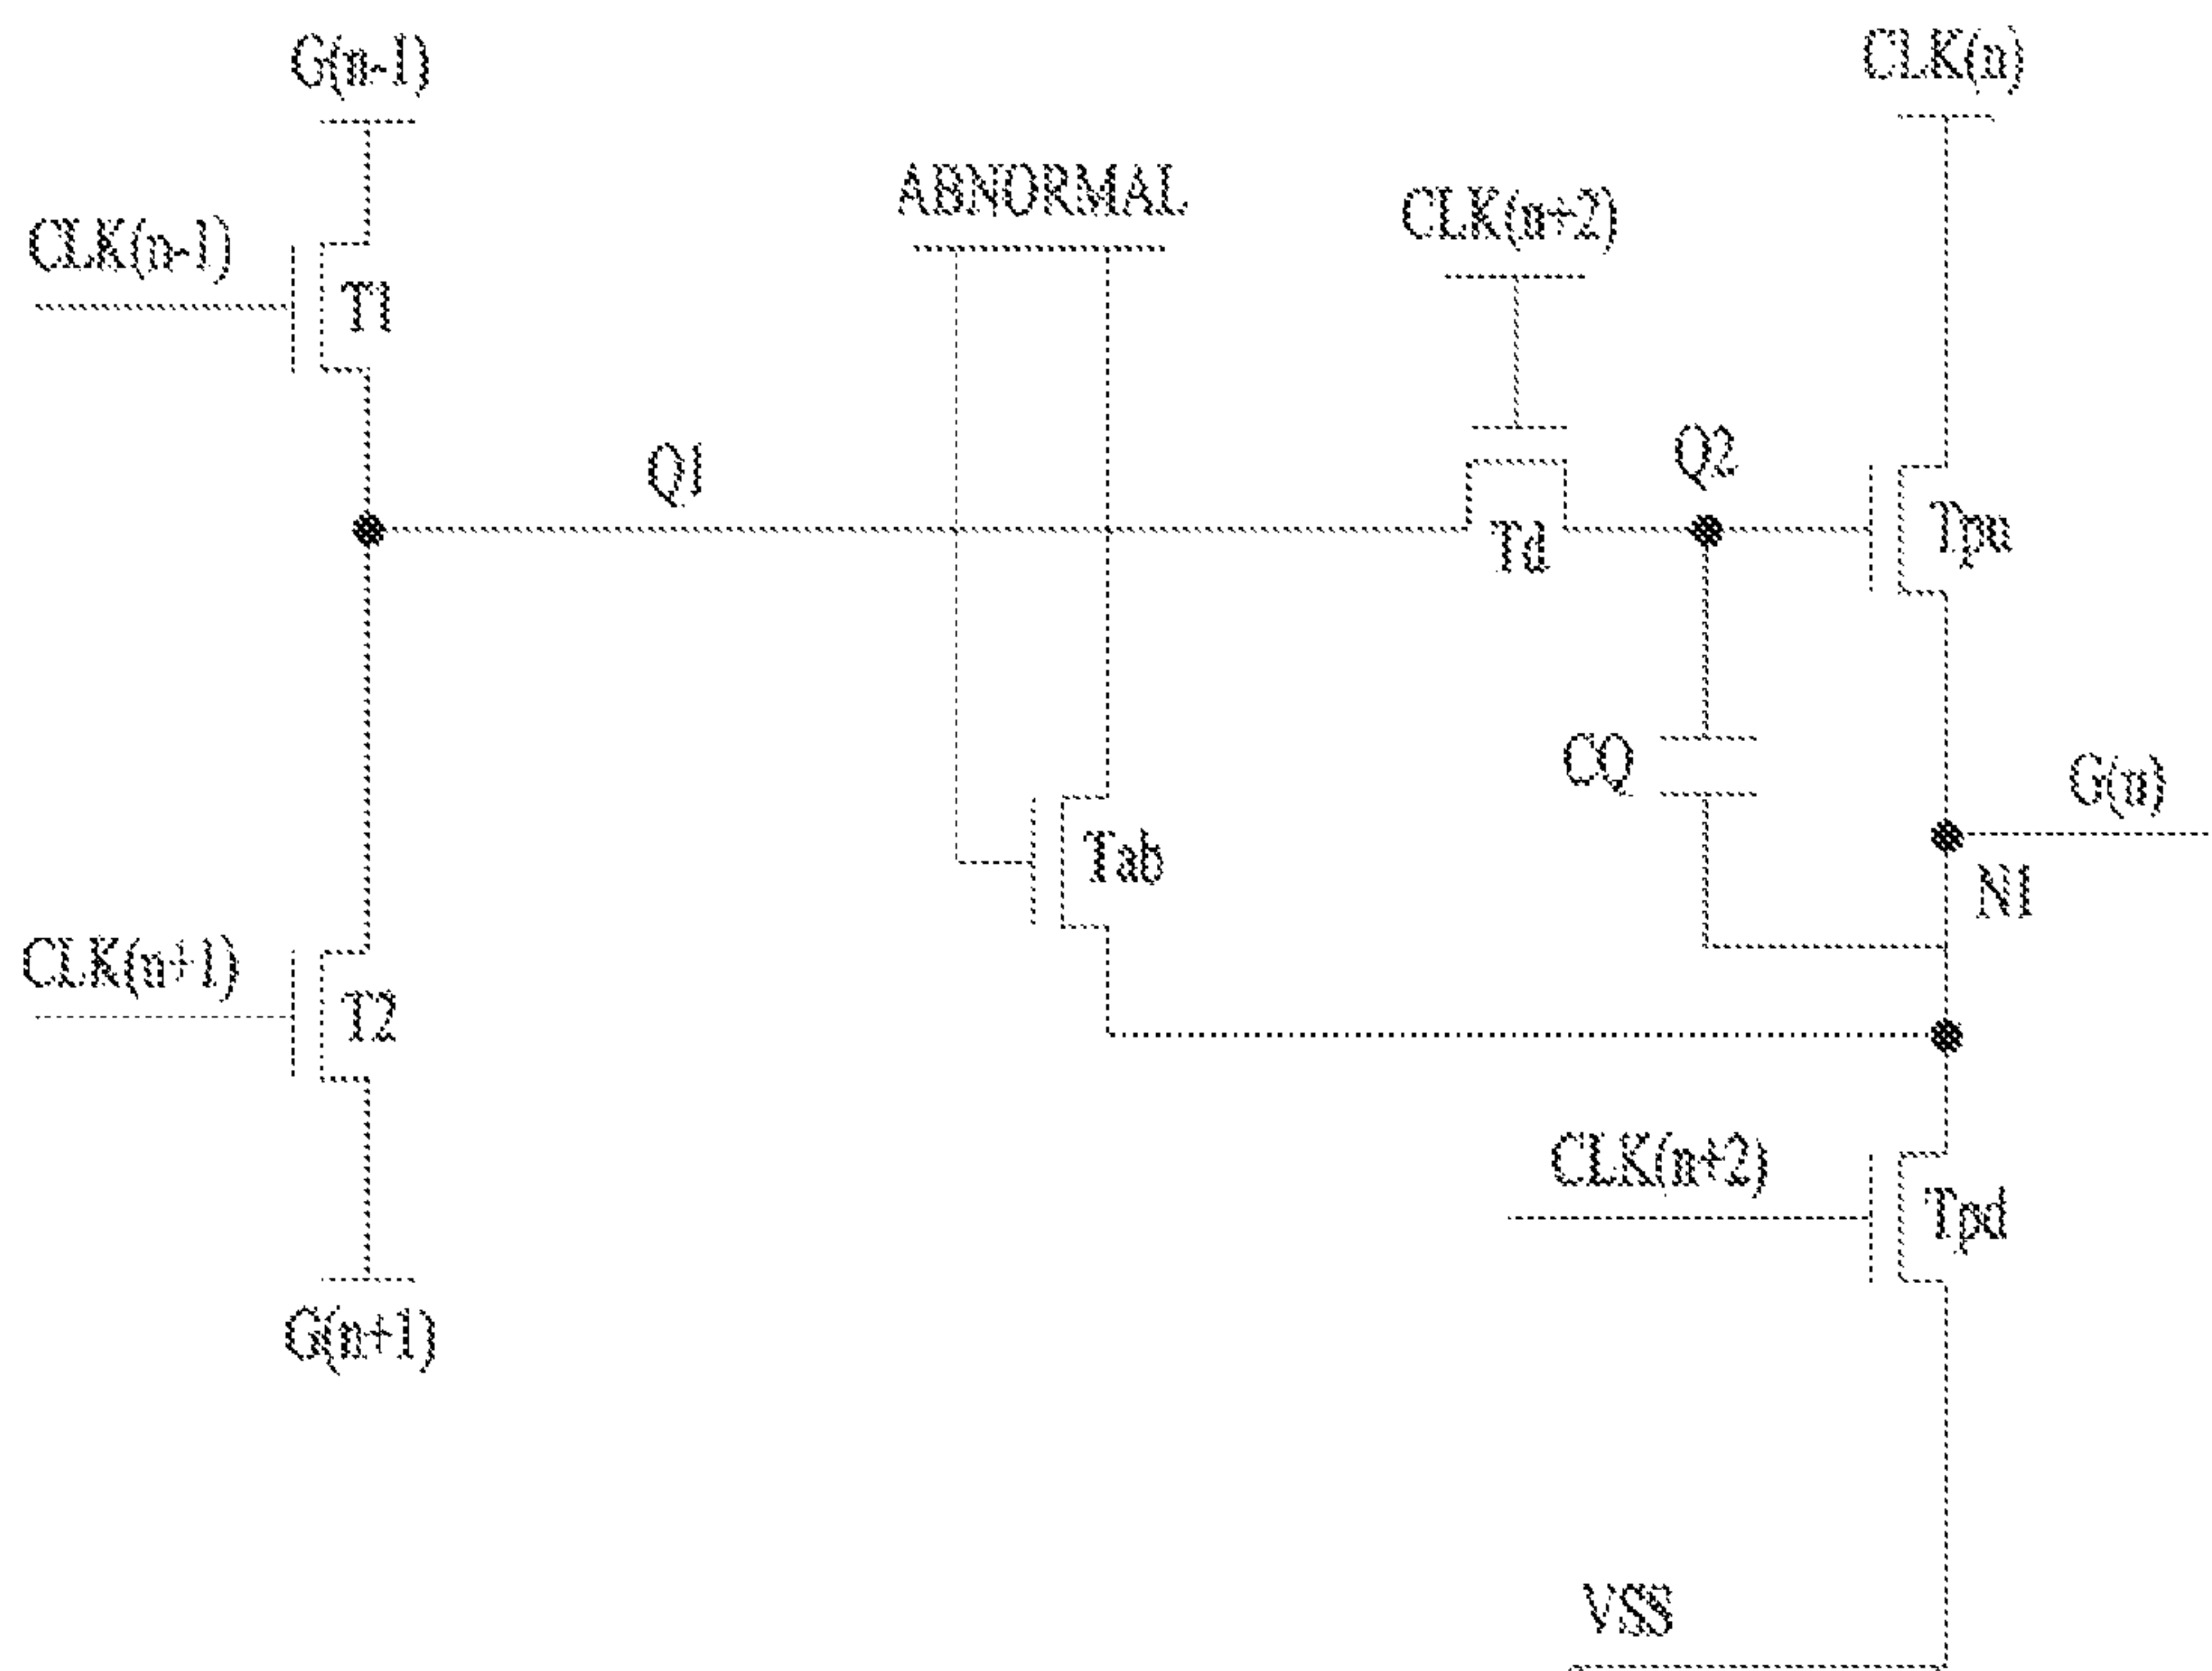 G(n-1)
CLK(n)
ABNORMAL
CLK(n+2)
CLK(n-1)
T1
Q1
Q2
Td
Tpu
CQ
G(n)
Tab
N1
CLK(n+1)
T2
CLK(n+2)
Tpd
G(n+1)
VSS